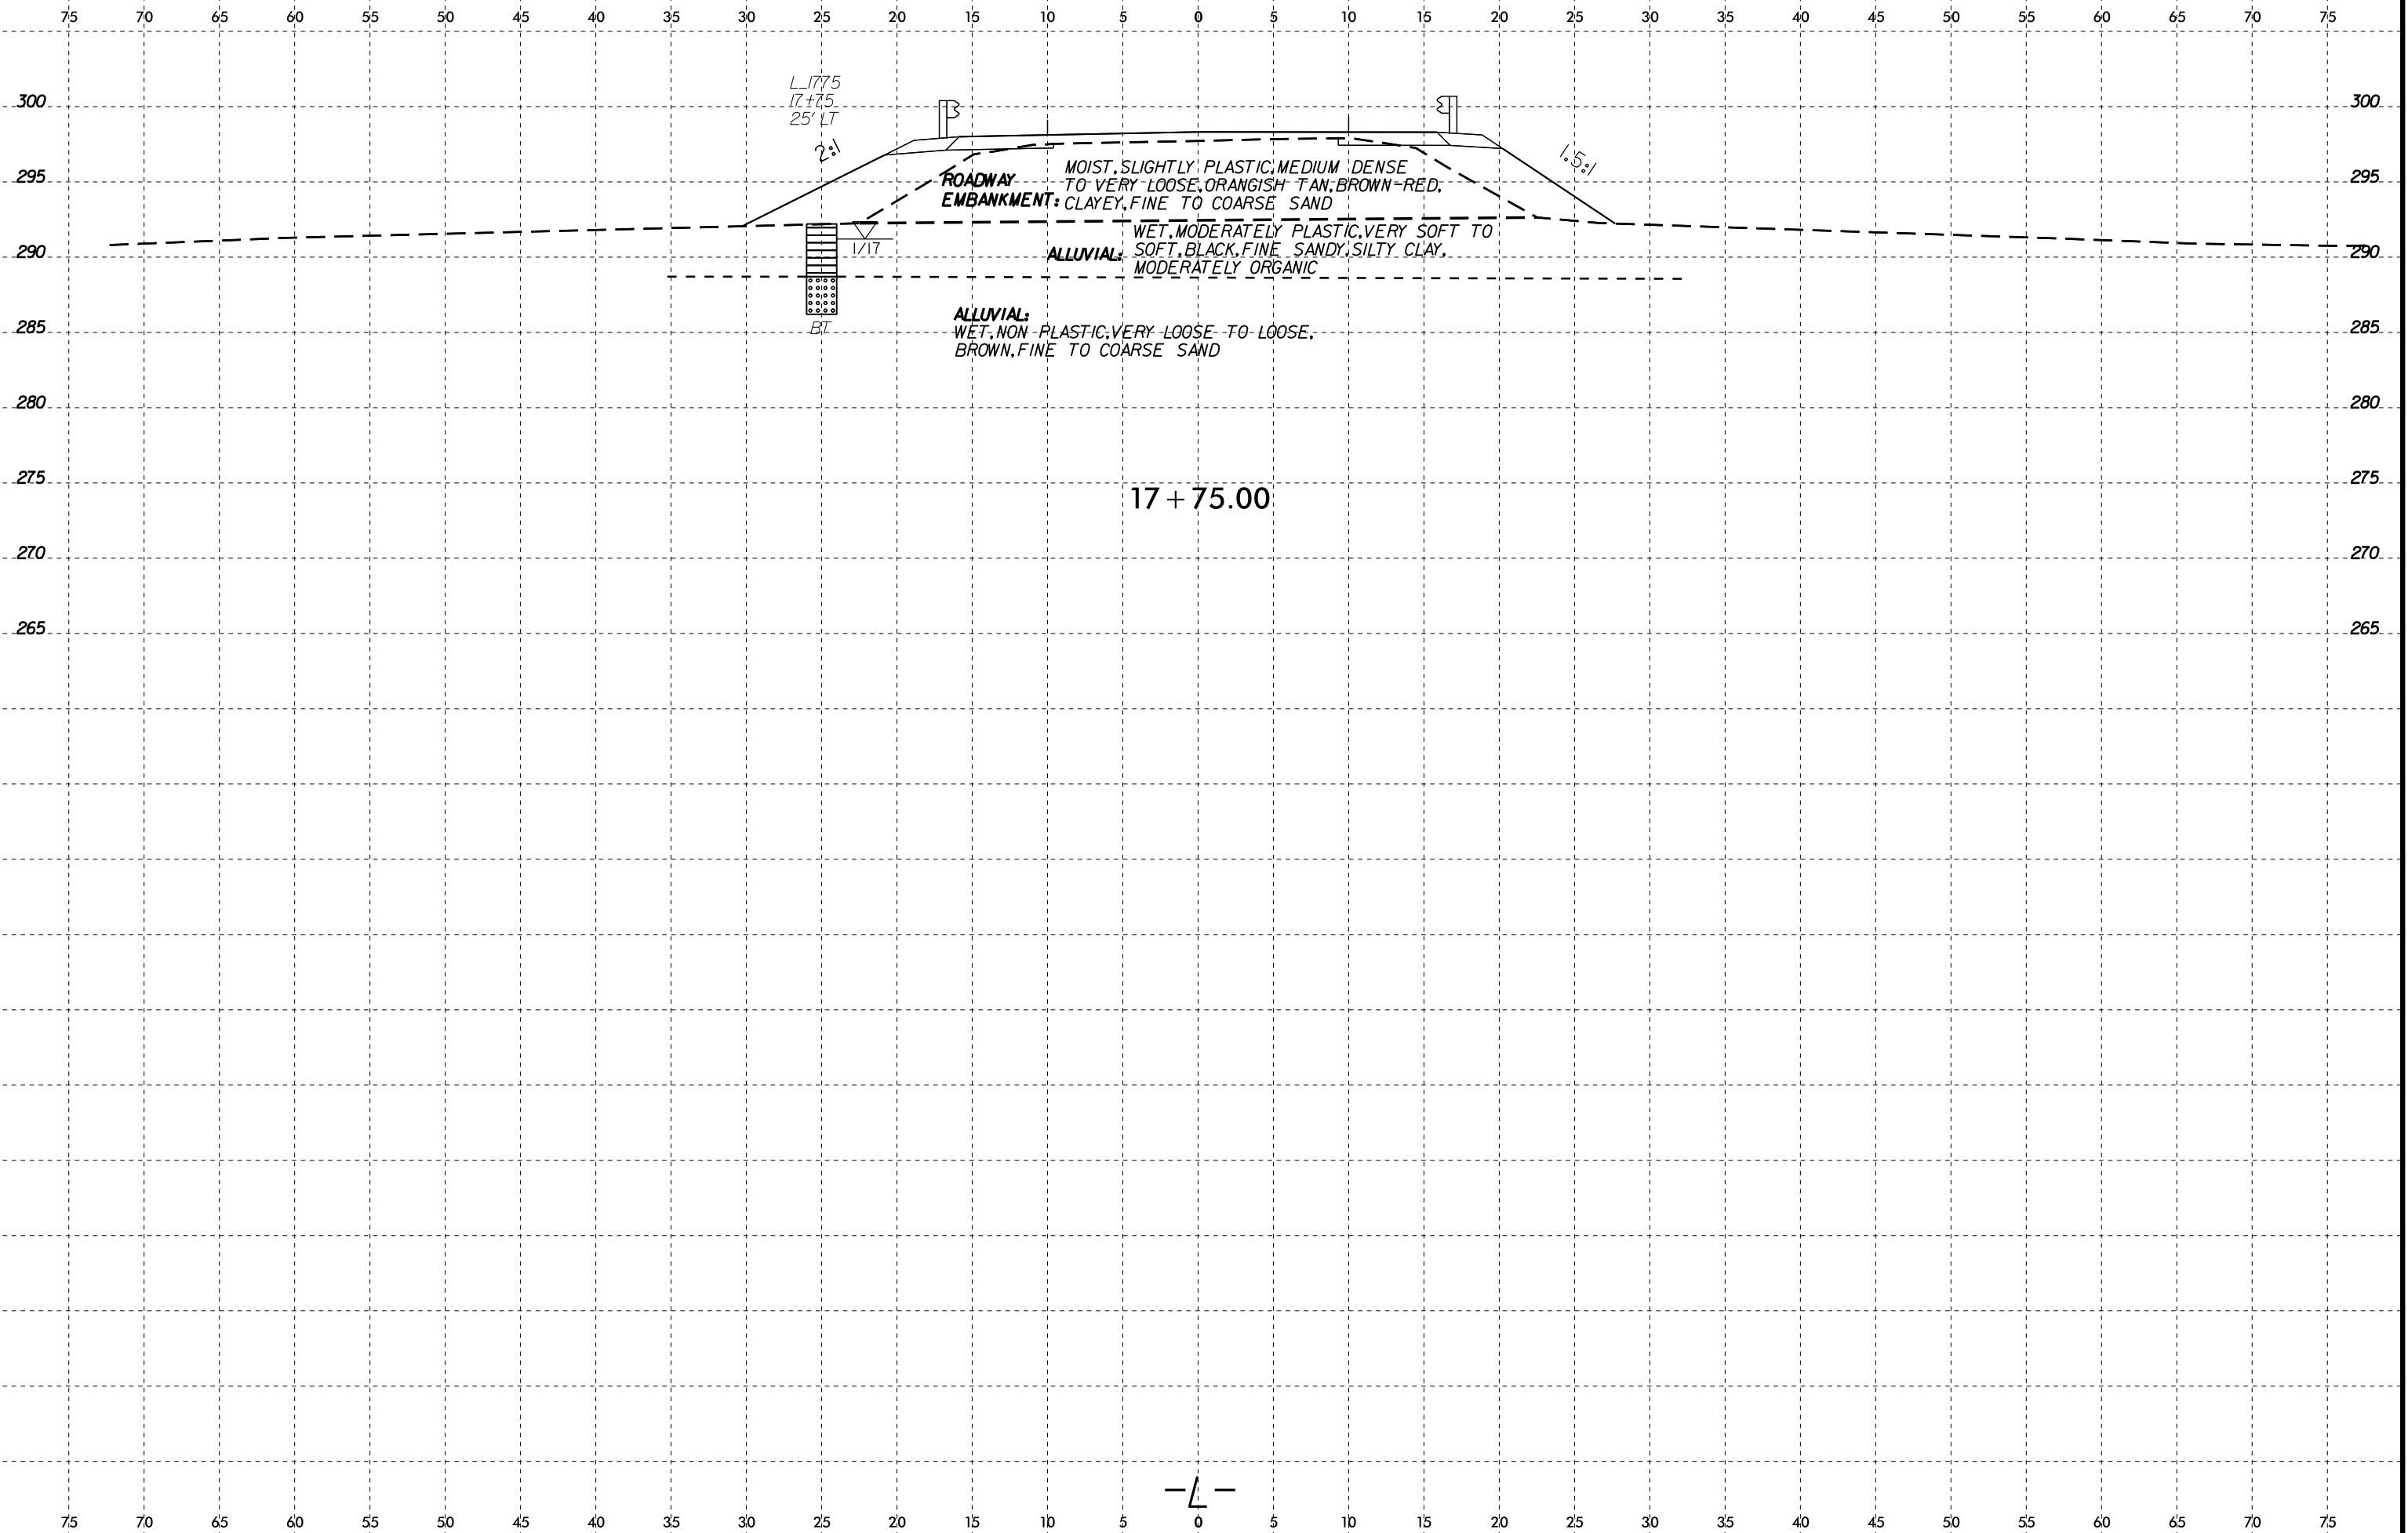 75 70 65 60 55 50 45 40 35 30 25 20 15 10 5 0 5 10 15 20 25 30 35 40 45 50 55 60 65 70 75
L_1775
17+75
25' LT
300 300
2:1
1.5:1
295 295
ROADWAY
EMBANKMENT:
MOIST, SLIGHTLY PLASTIC, MEDIUM DENSE
TO VERY LOOSE, ORANGISH TAN, BROWN-RED,
CLAYEY, FINE TO COARSE SAND
290 290
1/17
ALLUVIAL:
WET, MODERATELY PLASTIC, VERY SOFT TO
SOFT, BLACK, FINE SANDY, SILTY CLAY,
MODERATELY ORGANIC
285 285
BT
ALLUVIAL:
WET, NON PLASTIC, VERY LOOSE TO LOOSE,
BROWN, FINE TO COARSE SAND
280 280
275 275
17+75.00
270 270
265 265
-L-
75 70 65 60 55 50 45 40 35 30 25 20 15 10 5 0 5 10 15 20 25 30 35 40 45 50 55 60 65 70 75